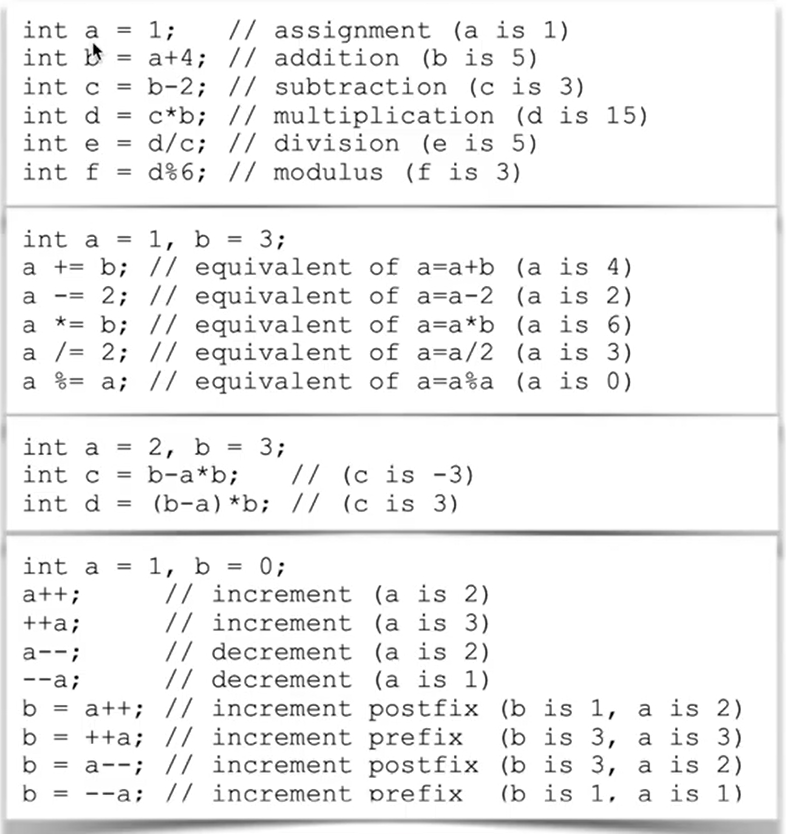 int a = 1;   // assignment (a is 1)
int b = a+4; // addition (b is 5)
int c = b-2; // subtraction (c is 3)
int d = c*b; // multiplication (d is 15)
int e = d/c; // division (e is 5)
int f = d%6; // modulus (f is 3)
int a = 1, b = 3;
a += b; // equivalent of a=a+b (a is 4)
a -= 2; // equivalent of a=a-2 (a is 2)
a *= b; // equivalent of a=a*b (a is 6)
a /= 2; // equivalent of a=a/2 (a is 3)
a %= a; // equivalent of a=a%a (a is 0)
int a = 2, b = 3;
int c = b-a*b;   // (c is -3)
int d = (b-a)*b; // (c is 3)
int a = 1, b = 0;
a++;     // increment (a is 2)
++a;     // increment (a is 3)
a--;     // decrement (a is 2)
--a;     // decrement (a is 1)
b = a++; // increment postfix (b is 1, a is 2)
b = ++a; // increment prefix  (b is 3, a is 3)
b = a--; // increment postfix (b is 3, a is 2)
b = --a; // increment prefix  (b is 1, a is 1)